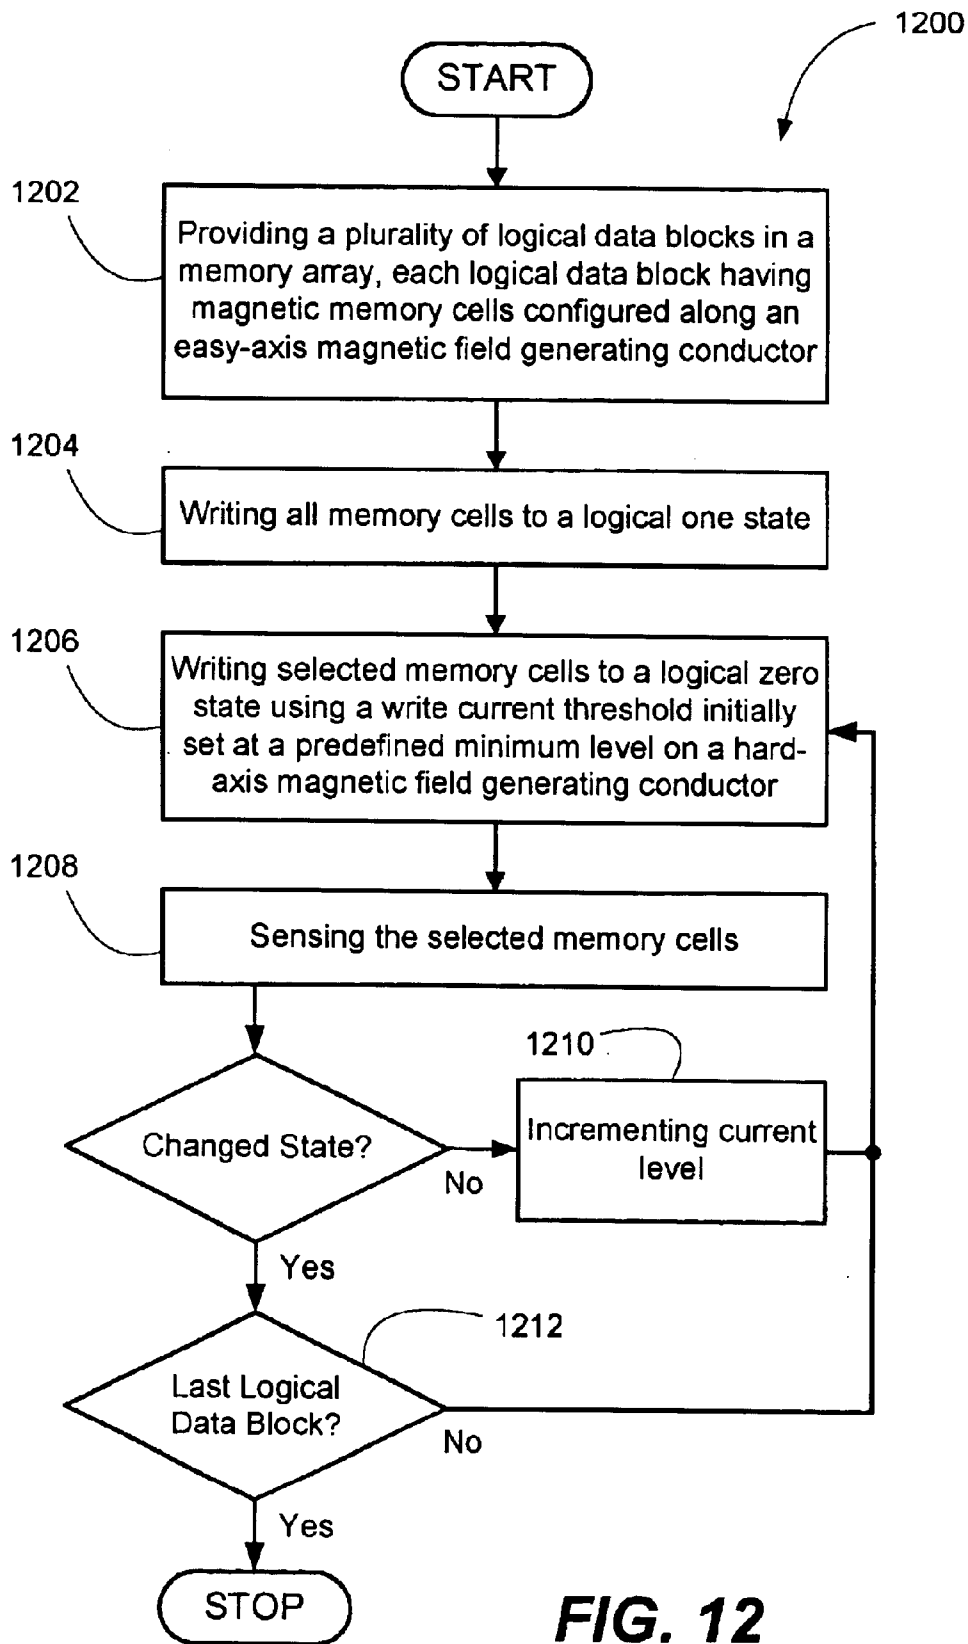 1200
START
1202
Providing a plurality of logical data blocks in a
memory array, each logical data block having
magnetic memory cells configured along an
easy-axis magnetic field generating conductor
1204
Writing all memory cells to a logical one state
1206
Writing selected memory cells to a logical zero
state using a write current threshold initially
set at a predefined minimum level on a hard-
axis magnetic field generating conductor
1208
Sensing the selected memory cells
1210
Changed State?
No
Incrementing current
level
Yes
1212
Last Logical
Data Block?
No
Yes
STOP
FIG. 12